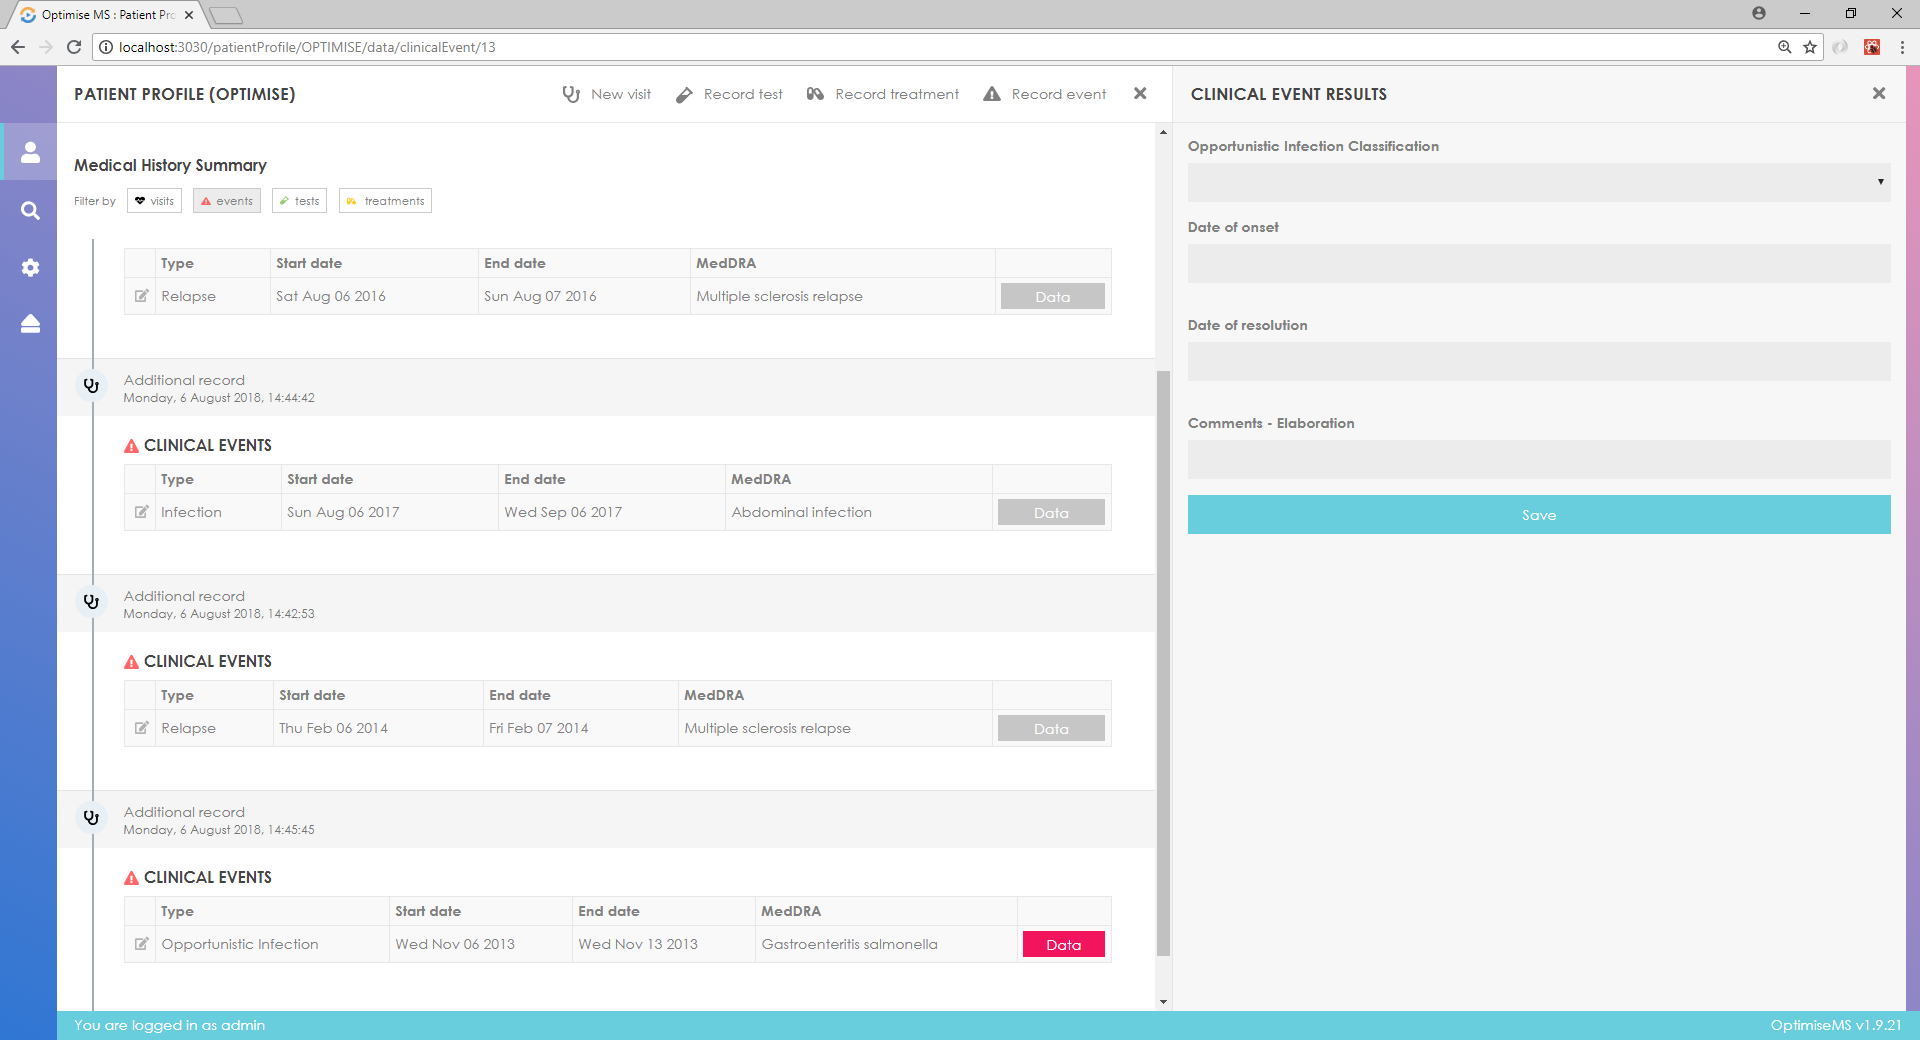 Optimise MS : Patient Pro
localhost:3030/patientProfile/OPTIMISE/data/clinicalEvent/13
PATIENT PROFILE (OPTIMISE)
New visit
Record test
Record treatment
Record event
Medical History Summary
Filter by visits events tests treatments
Type Start date End date MedDRA
Relapse Sat Aug 06 2016 Sun Aug 07 2016 Multiple sclerosis relapse Data
Additional record
Monday, 6 August 2018, 14:44:42
CLINICAL EVENTS
Type Start date End date MedDRA
Infection Sun Aug 06 2017 Wed Sep 06 2017 Abdominal infection Data
Additional record
Monday, 6 August 2018, 14:42:53
CLINICAL EVENTS
Type Start date End date MedDRA
Relapse Thu Feb 06 2014 Fri Feb 07 2014 Multiple sclerosis relapse Data
Additional record
Monday, 6 August 2018, 14:45:45
CLINICAL EVENTS
Type Start date End date MedDRA
Opportunistic Infection Wed Nov 06 2013 Wed Nov 13 2013 Gastroenteritis salmonella Data
CLINICAL EVENT RESULTS
Opportunistic Infection Classification
Date of onset
Date of resolution
Comments - Elaboration
Save
You are logged in as admin
OptimiseMS v1.9.21